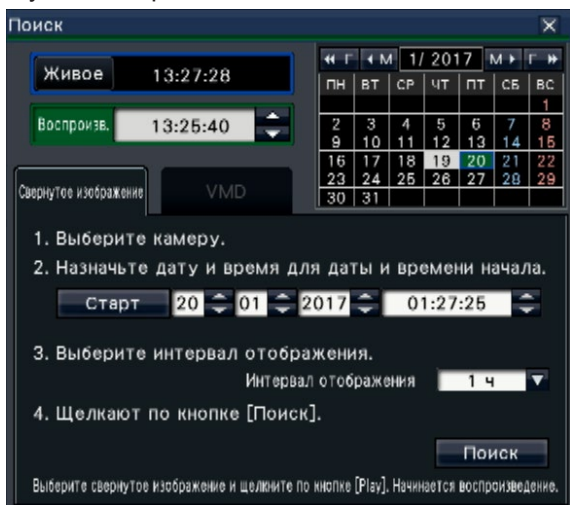 Поиск
« Г ◂ М 1/ 2017 М ▸ Г »
Живое 13:27:28
ПН ВТ СР ЧТ ПТ СБ ВС
1
Воспроизв. 13:25:40
2 3 4 5 6 7 8
9 10 11 12 13 14 15
16 17 18 19 20 21 22
23 24 25 26 27 28 29
30 31
Свернутое изображение VMD
1. Выберите камеру.
2. Назначьте дату и время для даты и времени начала.
Старт 20 01 2017 01:27:25
3. Выберите интервал отображения.
Интервал отображения 1 ч
4. Щелкают по кнопке [Поиск].
Поиск
Выберите свернутое изображение и щелкните по кнопке [Play]. Начинается воспроизведение.